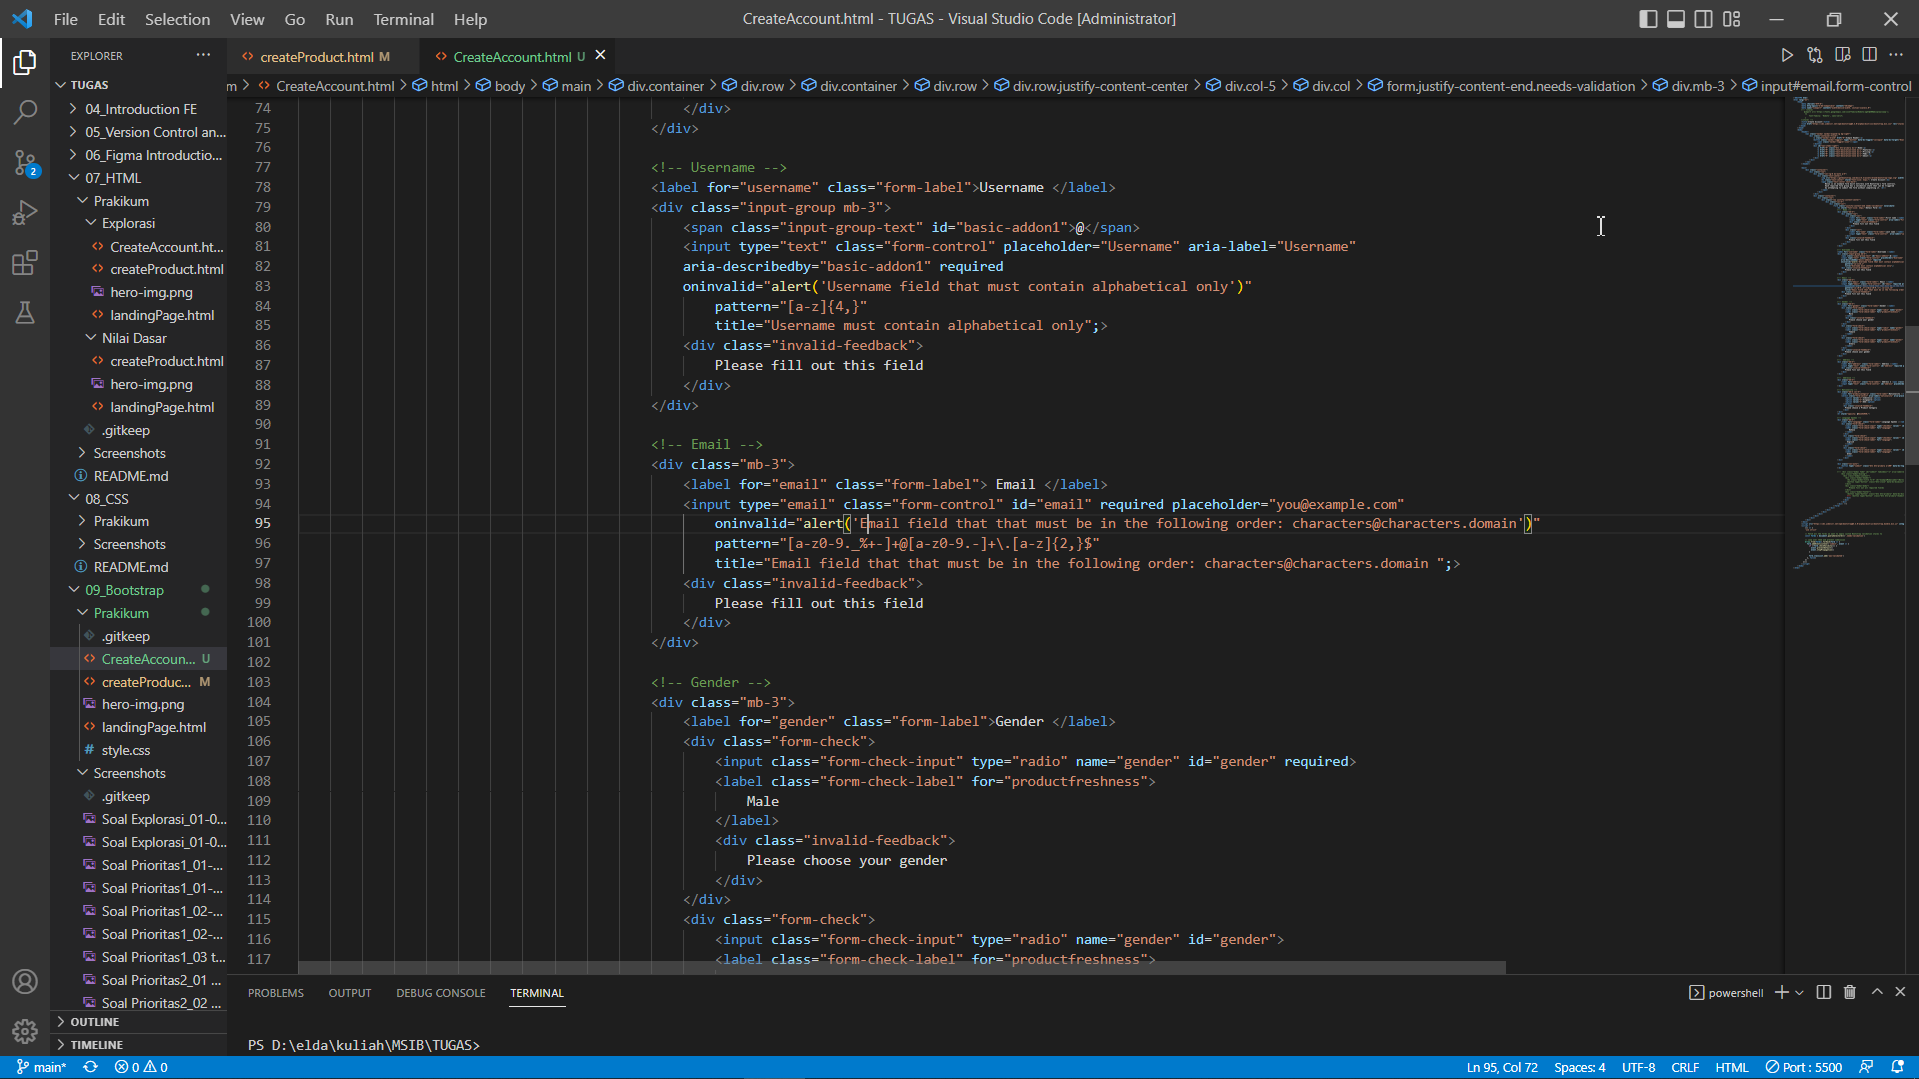 File Edit Selection View Go Run Terminal Help
CreateAccount.html - TUGAS - Visual Studio Code [Administrator]
EXPLORER
TUGAS
04_Introduction FE
05_Version Control an...
06_Figma Introductio...
07_HTML
Prakikum
Explorasi
CreateAccount.ht...
createProduct.html
hero-img.png
landingPage.html
Nilai Dasar
createProduct.html
hero-img.png
landingPage.html
.gitkeep
Screenshots
README.md
08_CSS
Prakikum
Screenshots
README.md
09_Bootstrap
Prakikum
.gitkeep
CreateAccoun... U
createProduc... M
hero-img.png
landingPage.html
# style.css
Screenshots
.gitkeep
Soal Explorasi_01-0...
Soal Explorasi_01-0...
Soal Prioritas1_01-...
Soal Prioritas1_01-...
Soal Prioritas1_02-...
Soal Prioritas1_02-...
Soal Prioritas1_03 t...
Soal Prioritas2_01 ...
Soal Prioritas2_02 ...
OUTLINE
TIMELINE
2
createProduct.html M
CreateAccount.html U
m > CreateAccount.html > html > body > main > div.container > div.row > div.container > div.row > div.row.justify-content-center > div.col-5 > div.col > form.justify-content-end.needs-validation > div.mb-3 > input#email.form-control
74 </div>
75 </div>
76
77 <!-- Username -->
78 <label for="username" class="form-label">Username </label>
79 <div class="input-group mb-3">
80 <span class="input-group-text" id="basic-addon1">@</span>
81 <input type="text" class="form-control" placeholder="Username" aria-label="Username"
82 aria-describedby="basic-addon1" required
83 oninvalid="alert('Username field that must contain alphabetical only')"
84 pattern="[a-z]{4,}"
85 title="Username must contain alphabetical only";>
86 <div class="invalid-feedback">
87 Please fill out this field
88 </div>
89 </div>
90
91 <!-- Email -->
92 <div class="mb-3">
93 <label for="email" class="form-label"> Email </label>
94 <input type="email" class="form-control" id="email" required placeholder="you@example.com"
95 oninvalid="alert('Email field that that must be in the following order: characters@characters.domain')"
96 pattern="[a-z0-9._%+-]+@[a-z0-9.-]+\.[a-z]{2,}$"
97 title="Email field that that must be in the following order: characters@characters.domain ";>
98 <div class="invalid-feedback">
99 Please fill out this field
100 </div>
101 </div>
102
103 <!-- Gender -->
104 <div class="mb-3">
105 <label for="gender" class="form-label">Gender </label>
106 <div class="form-check">
107 <input class="form-check-input" type="radio" name="gender" id="gender" required>
108 <label class="form-check-label" for="productfreshness">
109 Male
110 </label>
111 <div class="invalid-feedback">
112 Please choose your gender
113 </div>
114 </div>
115 <div class="form-check">
116 <input class="form-check-input" type="radio" name="gender" id="gender">
117 <label class="form-check-label" for="productfreshness">
PROBLEMS OUTPUT DEBUG CONSOLE TERMINAL
powershell
PS D:\elda\kuliah\MSIB\TUGAS>
main* 0 0 Ln 95, Col 72 Spaces: 4 UTF-8 CRLF HTML Port : 5500